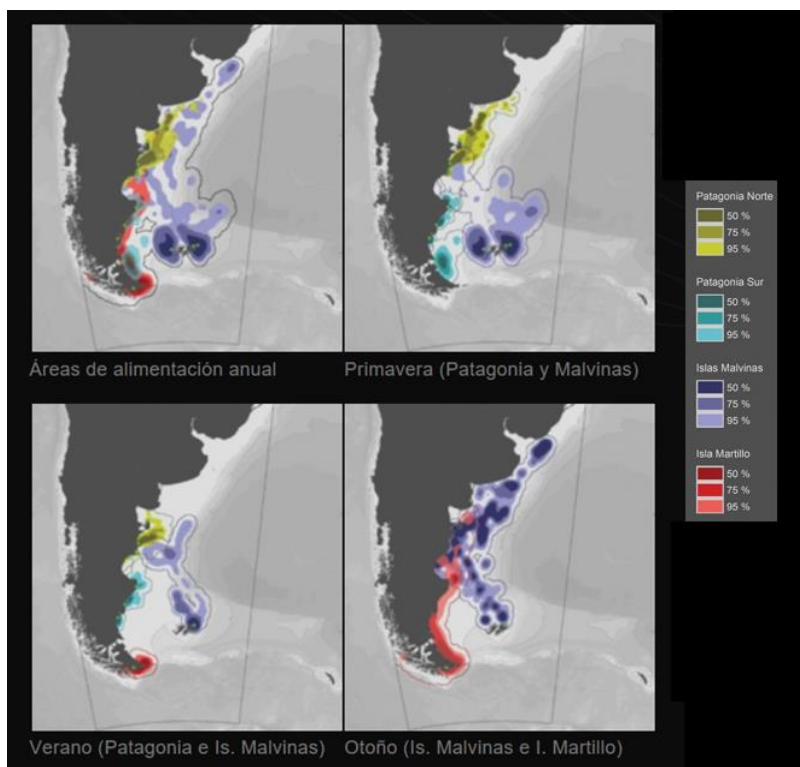 Áreas de alimentación anual
Primavera (Patagonia y Malvinas)
Verano (Patagonia e Is. Malvinas)
Otoño (Is. Malvinas e I. Martillo)
Patagonia Norte
50 %
75 %
95 %
Patagonia Sur
50 %
75 %
95 %
Islas Malvinas
50 %
75 %
95 %
Isla Martillo
50 %
75 %
95 %